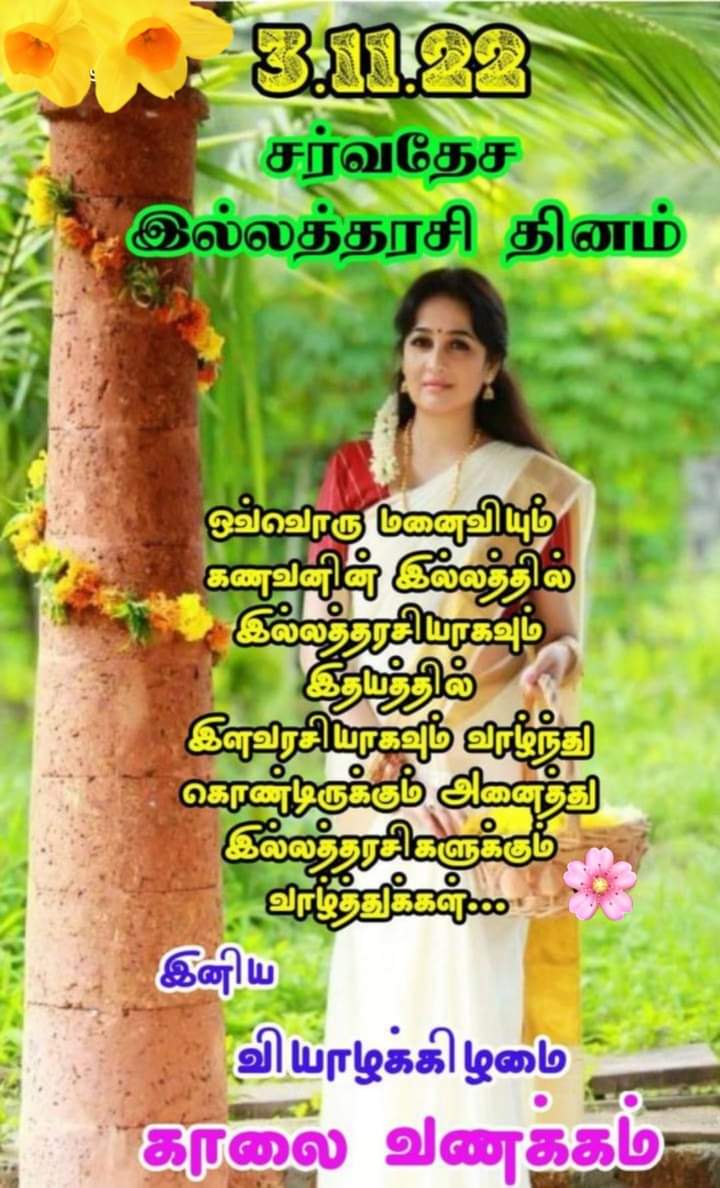 3.11.22
சர்வதேச
இல்லத்தரசி தினம்
ஒவ்வொரு மனைவியும்
கணவனின் இல்லத்தில்
இல்லத்தரசியாகவும்
இதயத்தில்
இளவரசியாகவும் வாழ்ந்து
கொண்டிருக்கும் அனைத்து
இல்லத்தரசிகளுக்கும்
வாழ்த்துக்கள்...
இனிய
வியாழக்கிழமை
காலை வணக்கம்